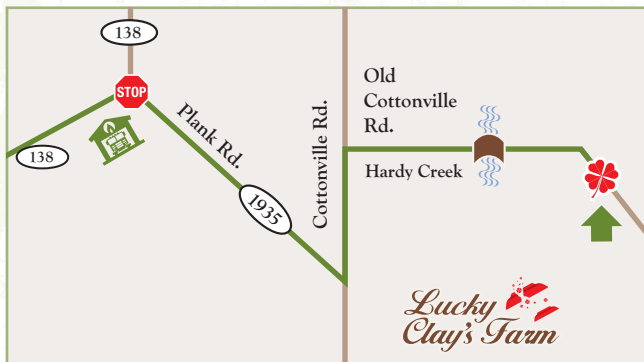 138
STOP
138
Plank Rd.
1935
Cottonville Rd.
Old
Cottonville
Rd.
Hardy Creek
Lucky
Clay's Farm